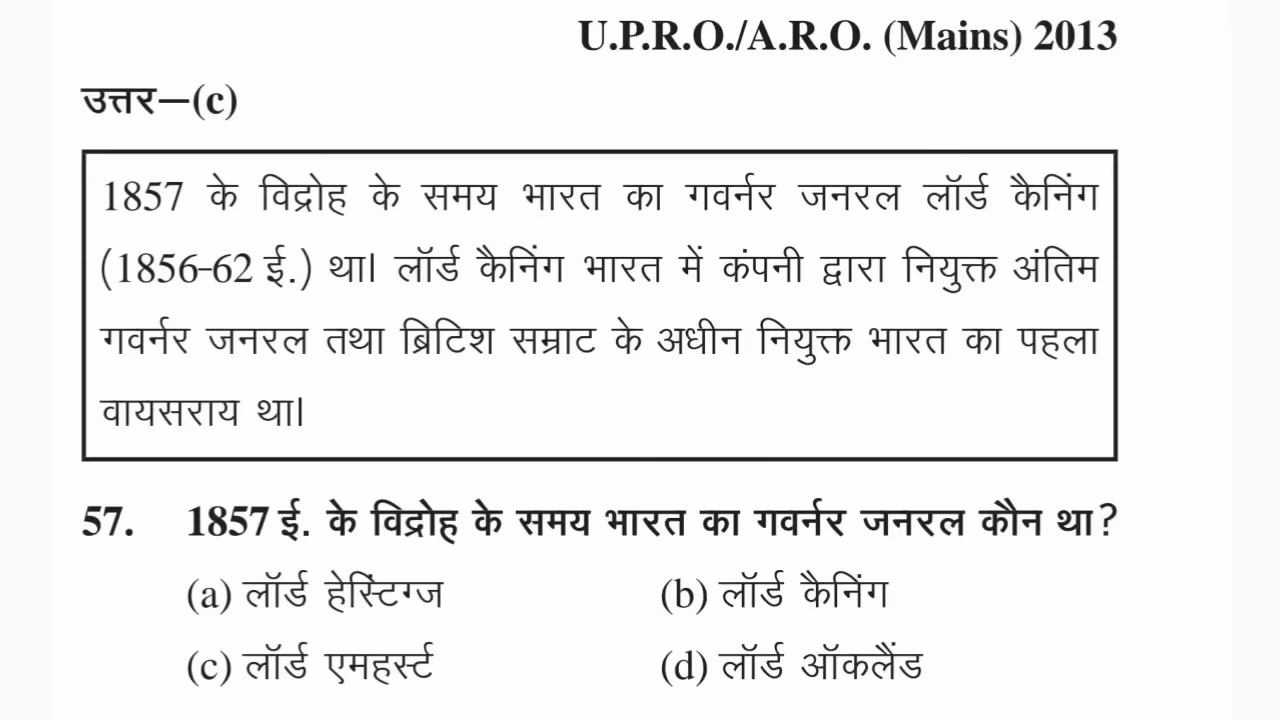 U.P.R.O./A.R.O. (Mains) 2013
उत्तर—(c)
1857 के विद्रोह के समय भारत का गवर्नर जनरल लॉर्ड कैनिंग
(1856-62 ई.) था। लॉर्ड कैनिंग भारत में कंपनी द्वारा नियुक्त अंतिम
गवर्नर जनरल तथा ब्रिटिश सम्राट के अधीन नियुक्त भारत का पहला
वायसराय था।
57. 1857 ई. के विद्रोह के समय भारत का गवर्नर जनरल कौन था?
(a) लॉर्ड हेस्टिंग्ज (b) लॉर्ड कैनिंग
(c) लॉर्ड एमहर्स्ट (d) लॉर्ड ऑकलैंड